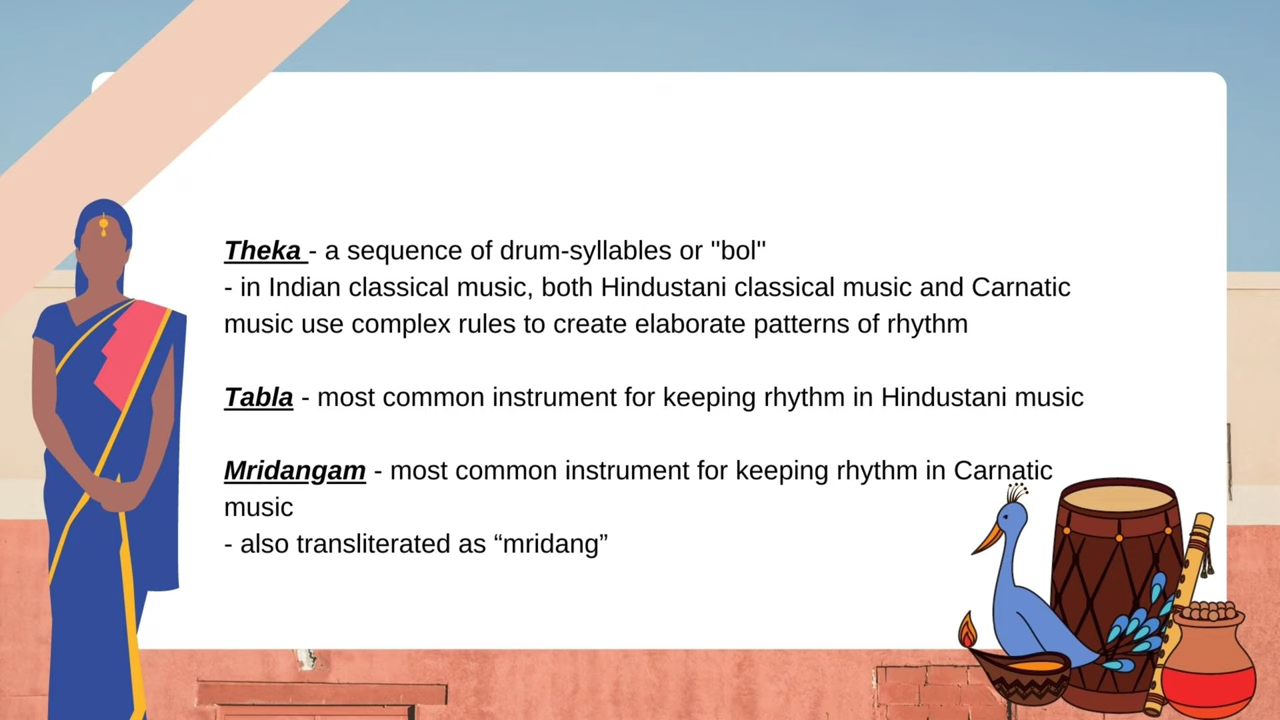 Theka - a sequence of drum-syllables or "bol"
- in Indian classical music, both Hindustani classical music and Carnatic
music use complex rules to create elaborate patterns of rhythm
Tabla - most common instrument for keeping rhythm in Hindustani music
Mridangam - most common instrument for keeping rhythm in Carnatic
music
- also transliterated as “mridang”